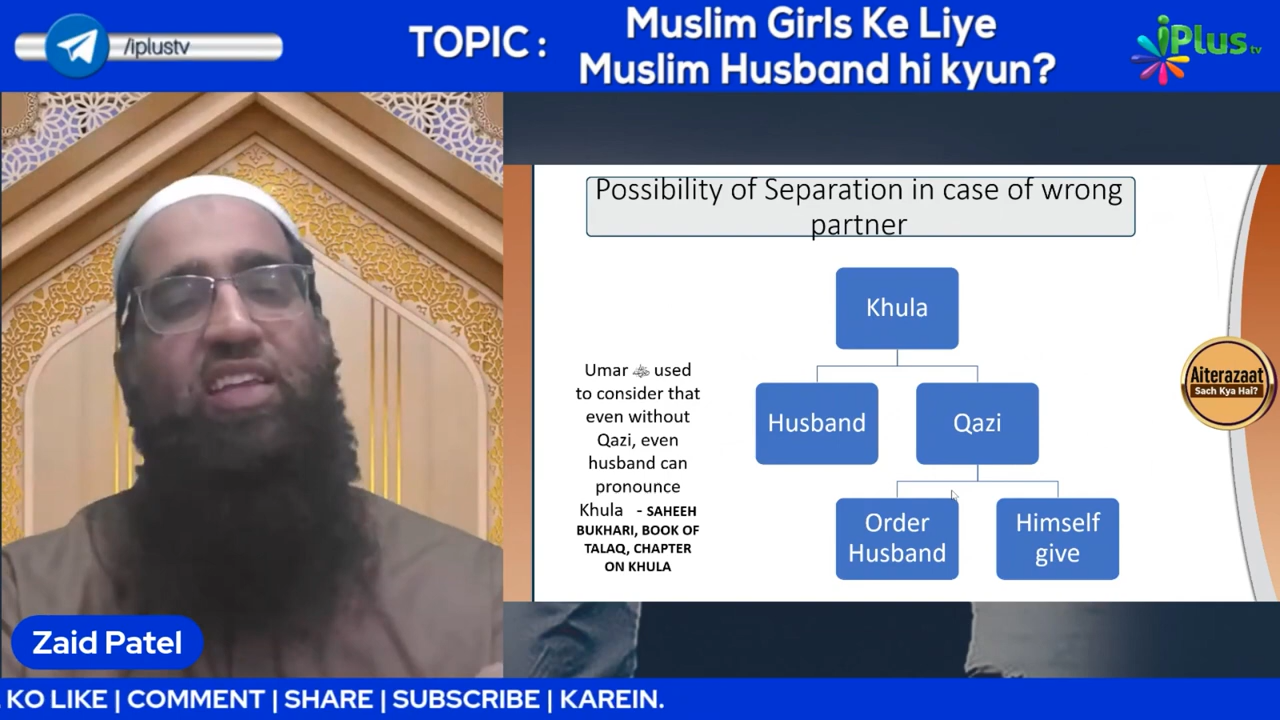 /iplustv
TOPIC :
Muslim Girls Ke Liye
Muslim Husband hi kyun?
iPlus tv
Possibility of Separation in case of wrong
partner
Khula
Husband
Qazi
Order
Husband
Himself
give
Umar ﷺ used
to consider that
even without
Qazi, even
husband can
pronounce
Khula - SAHEEH
BUKHARI, BOOK OF
TALAQ, CHAPTER
ON KHULA
Aiterazaat
Sach Kya Hai?
Zaid Patel
KO LIKE | COMMENT | SHARE | SUBSCRIBE | KAREIN.